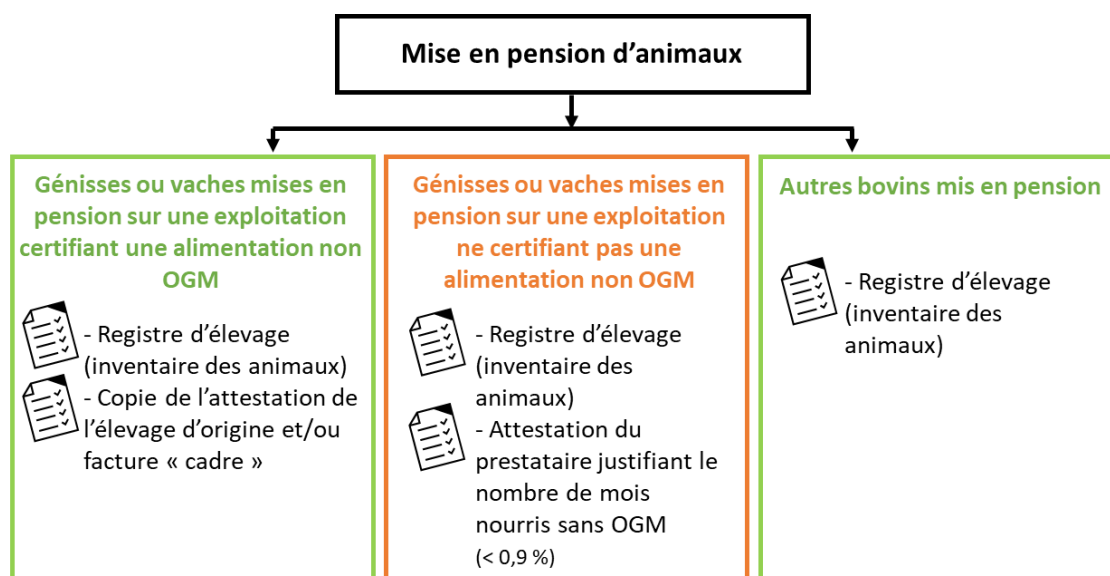 Mise en pension d’animaux
Génisses ou vaches mises en
pension sur une exploitation
certifiant une alimentation non
OGM
- Registre d’élevage
(inventaire des animaux)
- Copie de l’attestation de
l’élevage d’origine et/ou
facture « cadre »
Génisses ou vaches mises en
pension sur une exploitation
ne certifiant pas une
alimentation non OGM
- Registre d’élevage
(inventaire des
animaux)
- Attestation du
prestataire justifiant le
nombre de mois
nourris sans OGM
(< 0,9 %)
Autres bovins mis en pension
- Registre d’élevage
(inventaire des
animaux)